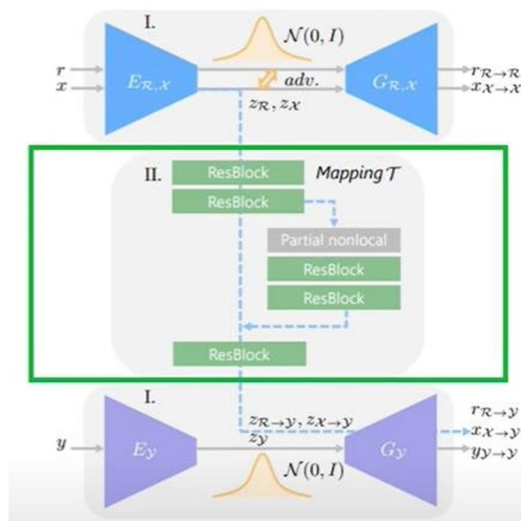 I.
𝒩(0, I)
r
x
E_{ℛ,𝒳}
adv.
G_{ℛ,𝒳}
r_{ℛ→ℛ}
x_{𝒳→𝒳}
z_ℛ, z_𝒳
II.
ResBlock
Mapping 𝒯
ResBlock
Partial nonlocal
ResBlock
ResBlock
ResBlock
I.
z_{ℛ→𝒴}, z_{𝒳→𝒴}
r_{ℛ→𝒴}
x_{𝒳→𝒴}
y
E_𝒴
z_𝒴
G_𝒴
y_{𝒴→𝒴}
𝒩(0, I)